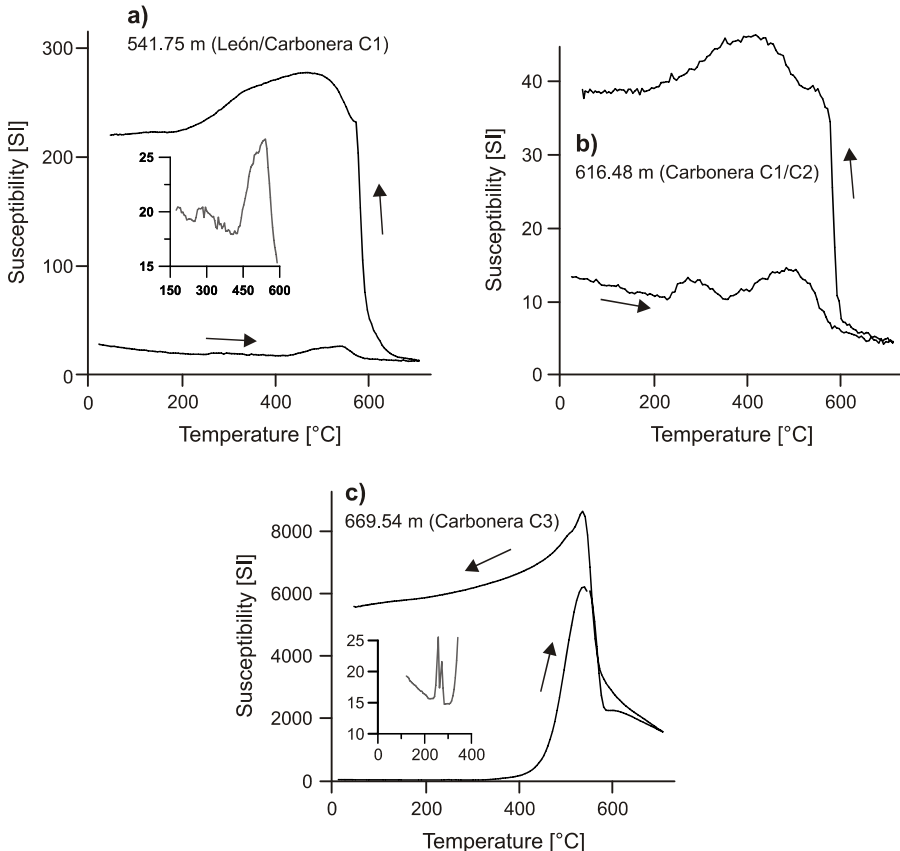 a)
541.75 m (León/Carbonera C1)
300
200
100
0
Susceptibility [SI]
25
20
15
150 300 450 600
0 200 400 600
Temperature [°C]
b)
616.48 m (Carbonera C1/C2)
40
30
20
10
0
Susceptibility [SI]
0 200 400 600
Temperature [°C]
c)
669.54 m (Carbonera C3)
8000
6000
4000
2000
0
Susceptibility [SI]
25
20
15
10
0 200 400
0 200 400 600
Temperature [°C]